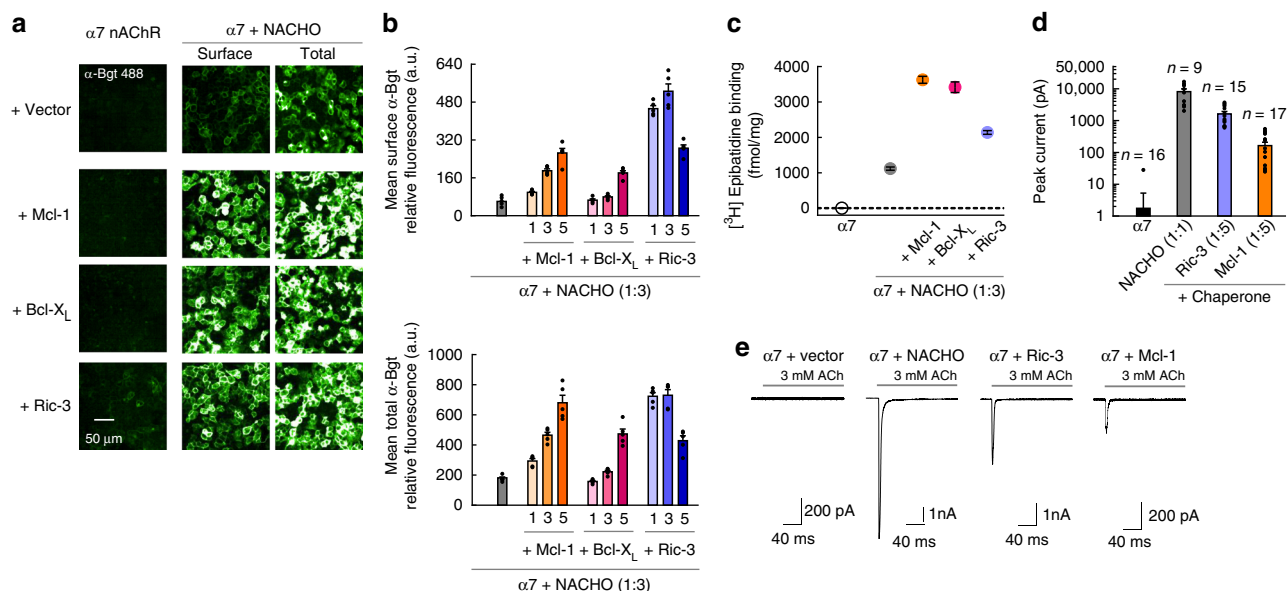 a
α7 nAChR
α7 + NACHO
Surface
Total
α-Bgt 488
+ Vector
+ Mcl-1
+ Bcl-XL
+ Ric-3
50 μm
b
Mean surface α-Bgt
relative fluorescence (a.u.)
640
480
320
160
0
1 3 5 1 3 5 1 3 5
+ Mcl-1 + Bcl-XL + Ric-3
α7 + NACHO (1:3)
Mean total α-Bgt
relative fluorescence (a.u.)
1000
800
600
400
200
0
1 3 5 1 3 5 1 3 5
+ Mcl-1 + Bcl-XL + Ric-3
α7 + NACHO (1:3)
c
[³H] Epibatidine binding
(fmol/mg)
4000
3000
2000
1000
0
α7
+ Mcl-1
+ Bcl-XL
+ Ric-3
α7 + NACHO (1:3)
d
Peak current (pA)
50,000
10,000
1000
100
10
1
n = 16
n = 9
n = 15
n = 17
α7
NACHO (1:1)
Ric-3 (1:5)
Mcl-1 (1:5)
+ Chaperone
e
α7 + vector
3 mM ACh
200 pA
40 ms
α7 + NACHO
3 mM ACh
1nA
40 ms
α7 + Ric-3
3 mM ACh
1nA
40 ms
α7 + Mcl-1
3 mM ACh
200 pA
40 ms